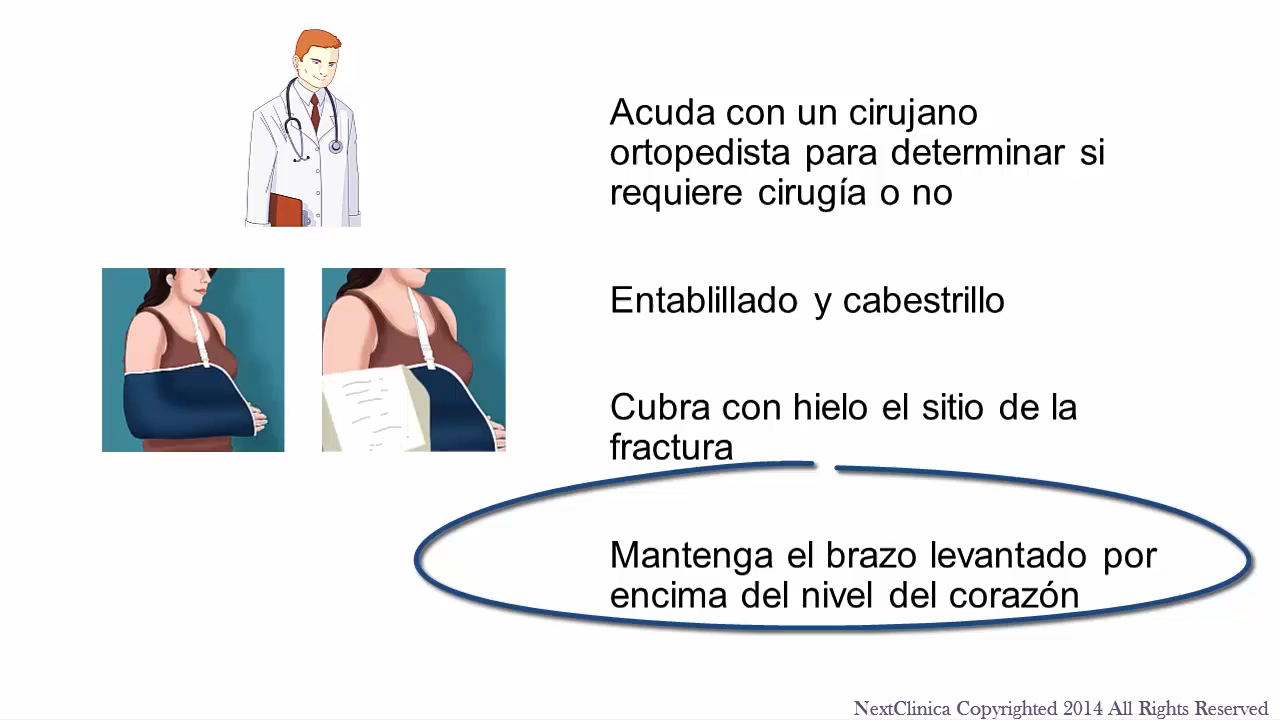 Acuda con un cirujano
ortopedista para determinar si
requiere cirugía o no
Entablillado y cabestrillo
Cubra con hielo el sitio de la
fractura
Mantenga el brazo levantado por
encima del nivel del corazón
NextClinica Copyrighted 2014 All Rights Reserved